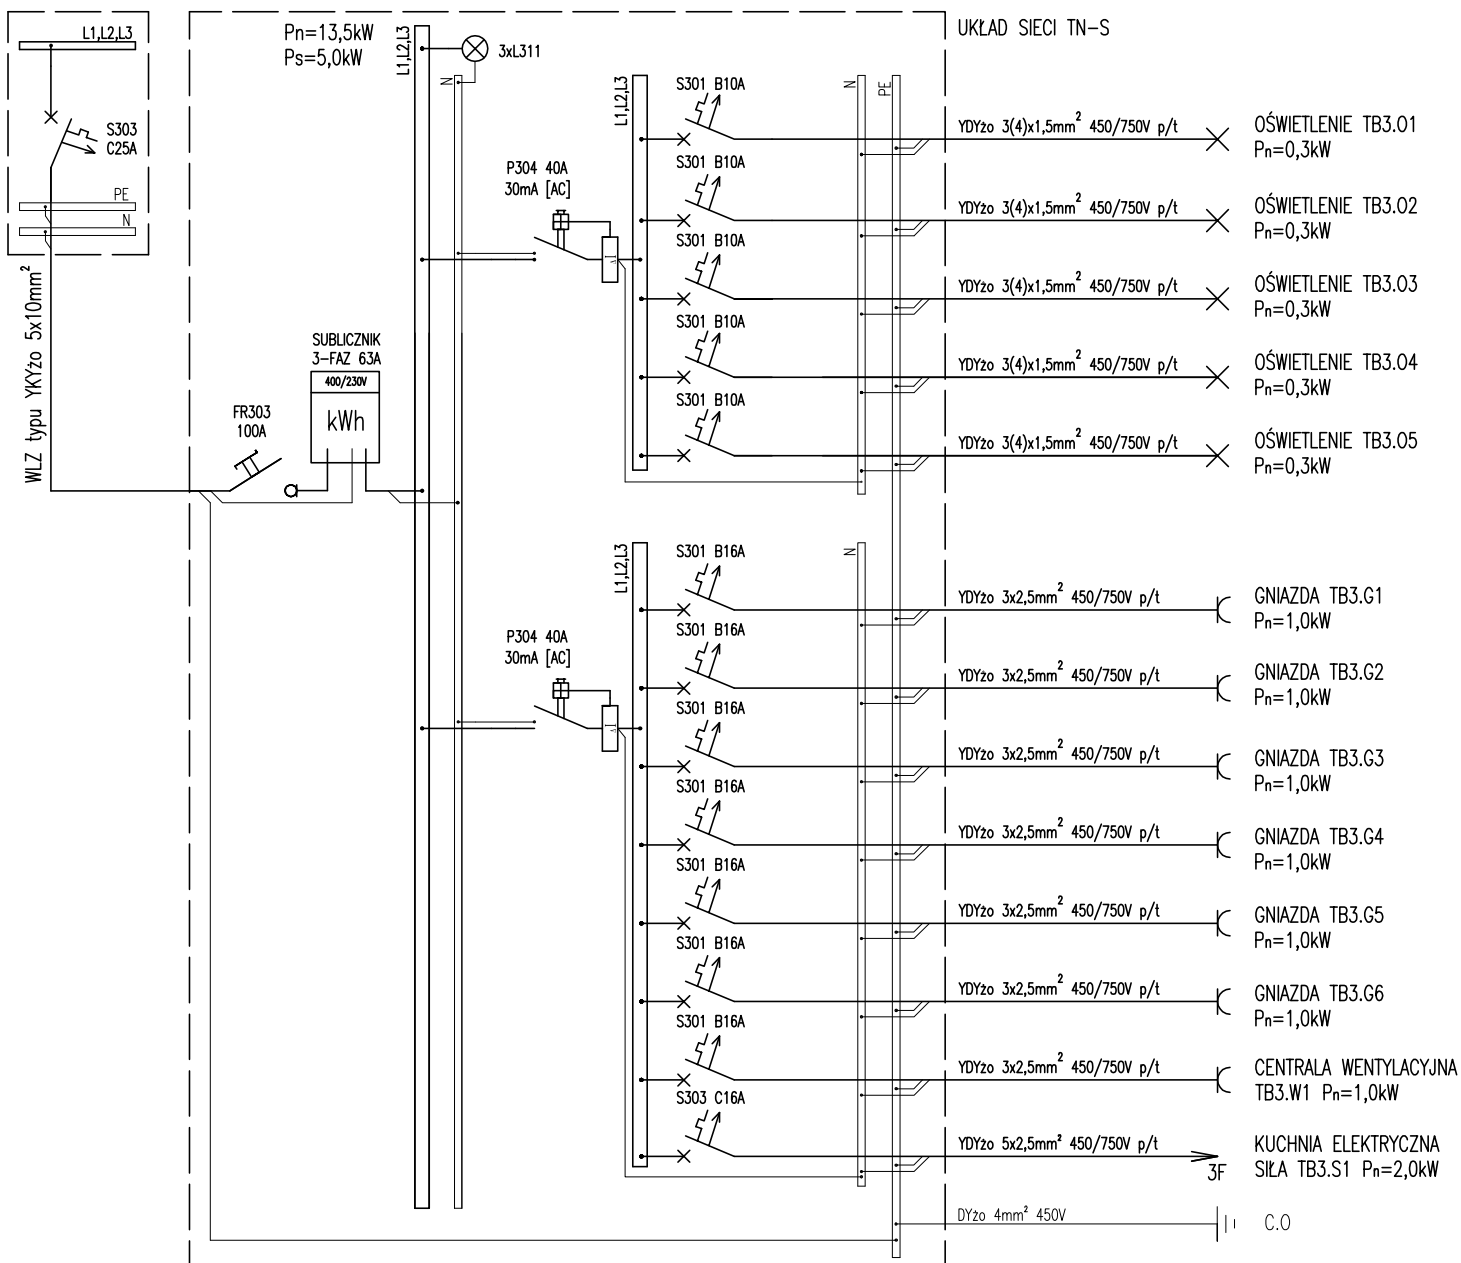 L1,L2,L3
S303
C25A
PE
N
WLZ typu YKYżo 5x10mm²
Pn=13,5kW
Ps=5,0kW
L1,L2,L3
3xL311
N
FR303
100A
SUBLICZNIK
3-FAZ 63A
400/230V
kWh
P304 40A
30mA [AC]
ΔI
L1,L2,L3
N
PE
UKŁAD SIECI TN-S
S301 B10A
YDYżo 3(4)x1,5mm² 450/750V p/t
OŚWIETLENIE TB3.O1
Pn=0,3kW
S301 B10A
YDYżo 3(4)x1,5mm² 450/750V p/t
OŚWIETLENIE TB3.O2
Pn=0,3kW
S301 B10A
YDYżo 3(4)x1,5mm² 450/750V p/t
OŚWIETLENIE TB3.O3
Pn=0,3kW
S301 B10A
YDYżo 3(4)x1,5mm² 450/750V p/t
OŚWIETLENIE TB3.O4
Pn=0,3kW
S301 B10A
YDYżo 3(4)x1,5mm² 450/750V p/t
OŚWIETLENIE TB3.O5
Pn=0,3kW
P304 40A
30mA [AC]
ΔI
L1,L2,L3
N
S301 B16A
YDYżo 3x2,5mm² 450/750V p/t
GNIAZDA TB3.G1
Pn=1,0kW
S301 B16A
YDYżo 3x2,5mm² 450/750V p/t
GNIAZDA TB3.G2
Pn=1,0kW
S301 B16A
YDYżo 3x2,5mm² 450/750V p/t
GNIAZDA TB3.G3
Pn=1,0kW
S301 B16A
YDYżo 3x2,5mm² 450/750V p/t
GNIAZDA TB3.G4
Pn=1,0kW
S301 B16A
YDYżo 3x2,5mm² 450/750V p/t
GNIAZDA TB3.G5
Pn=1,0kW
S301 B16A
YDYżo 3x2,5mm² 450/750V p/t
GNIAZDA TB3.G6
Pn=1,0kW
S301 B16A
YDYżo 3x2,5mm² 450/750V p/t
CENTRALA WENTYLACYJNA
TB3.W1 Pn=1,0kW
S303 C16A
YDYżo 5x2,5mm² 450/750V p/t
3F
KUCHNIA ELEKTRYCZNA
SIŁA TB3.S1 Pn=2,0kW
DYżo 4mm² 450V
C.O